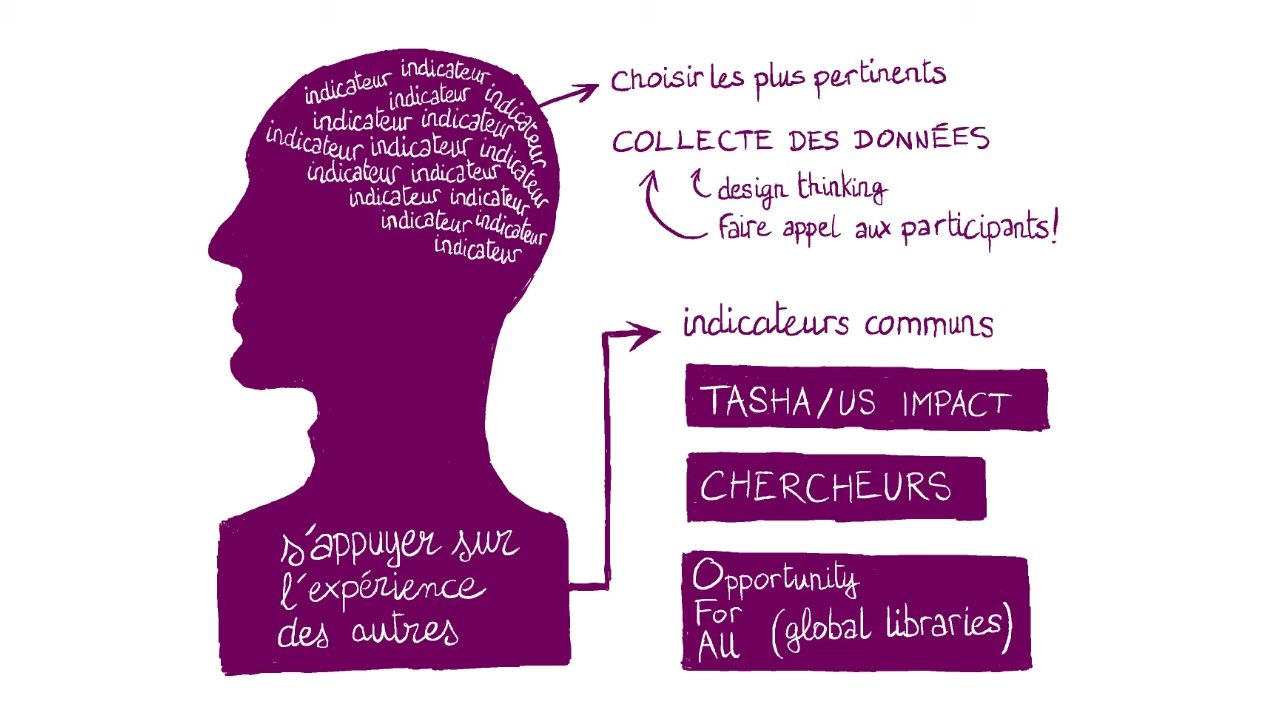 indicateur indicateur
indicateur indicateur
indicateur indicateur
indicateur indicateur indicateur
indicateur indicateur
indicateur indicateur
indicateur indicateur
indicateur
Choisir les plus pertinents
COLLECTE DES DONNÉES
design thinking
Faire appel aux participants!
indicateurs communs
TASHA/US IMPACT
CHERCHEURS
Opportunity
For
All (global libraries)
s'appuyer sur
l'expérience
des autres